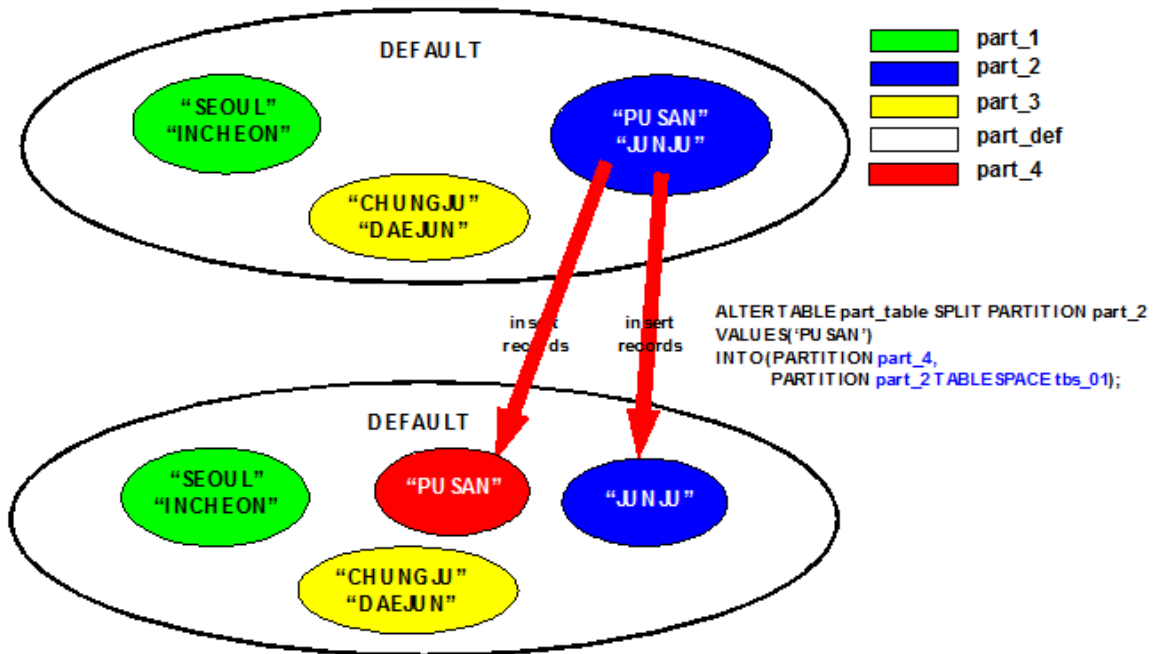 DEFAULT
“SEOUL”
“INCHEON”
“PUSAN”
“JUNJU”
“CHUNGJU”
“DAEJUN”
part_1
part_2
part_3
part_def
part_4
insert
records
insert
records
ALTER TABLE part_table SPLIT PARTITION part_2
VALUES(‘PUSAN’)
INTO(PARTITION part_4,
PARTITION part_2 TABLESPACE tbs_01);
DEFAULT
“SEOUL”
“INCHEON”
“PUSAN”
“JUNJU”
“CHUNGJU”
“DAEJUN”